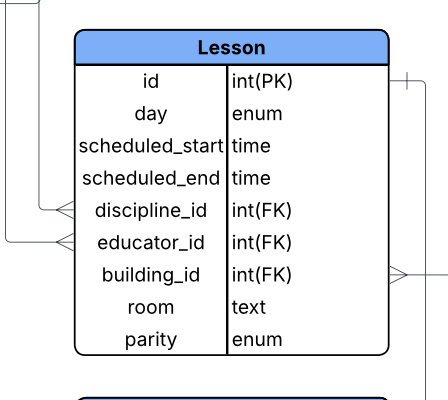 Lesson
id int(PK)
day enum
scheduled_start time
scheduled_end time
discipline_id int(FK)
educator_id int(FK)
building_id int(FK)
room text
parity enum